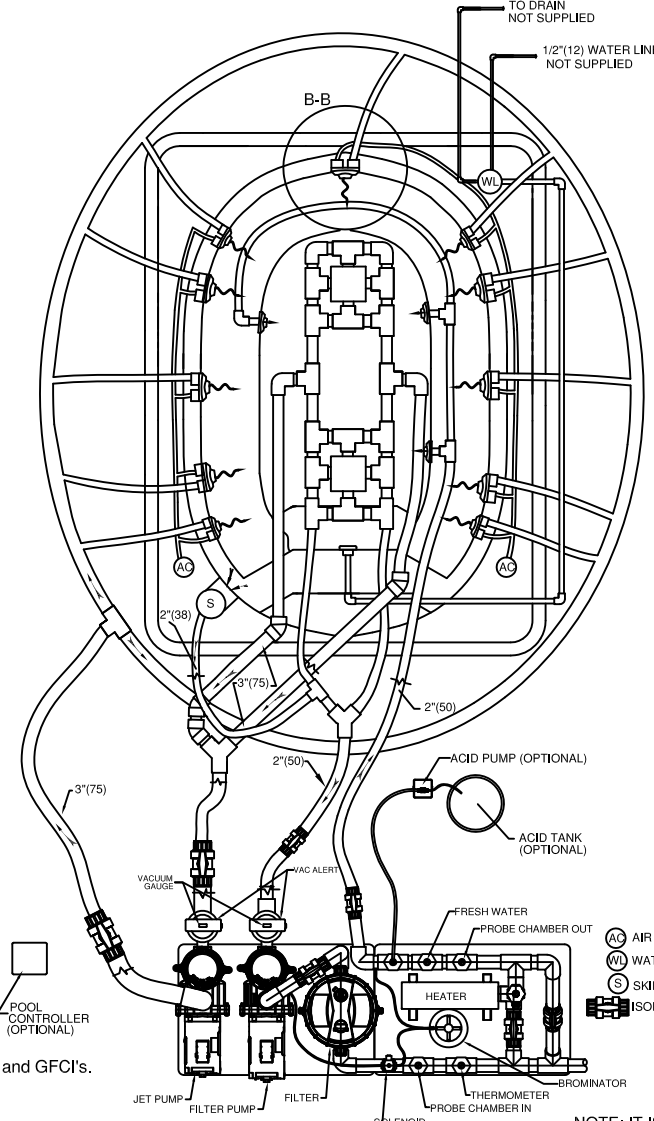 TO DRAIN
NOT SUPPLIED
1/2"(12) WATER LINE
NOT SUPPLIED
B-B
WL
AC
AC
S
2"(38)
3"(75)
2"(50)
2"(50)
3"(75)
ACID PUMP (OPTIONAL)
ACID TANK
(OPTIONAL)
VACUUM
GAUGE
VAC ALERT
FRESH WATER
PROBE CHAMBER OUT
AC AIR
WL WAT
S SKI
ISO
HEATER
POOL
CONTROLLER
(OPTIONAL)
and GFCI's.
JET PUMP
FILTER PUMP
FILTER
SOLENOID
PROBE CHAMBER IN
THERMOMETER
BROMINATOR
NOTE: IT I